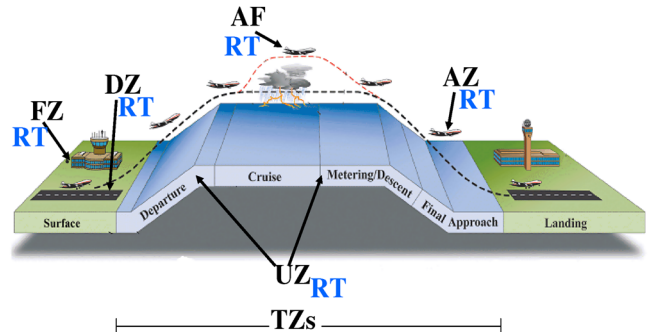 AF
RT
DZ
RT
AZ
RT
FZ
RT
Surface
Departure
Cruise
Metering/Descent
Final
Approach
Landing
UZ
RT
TZs